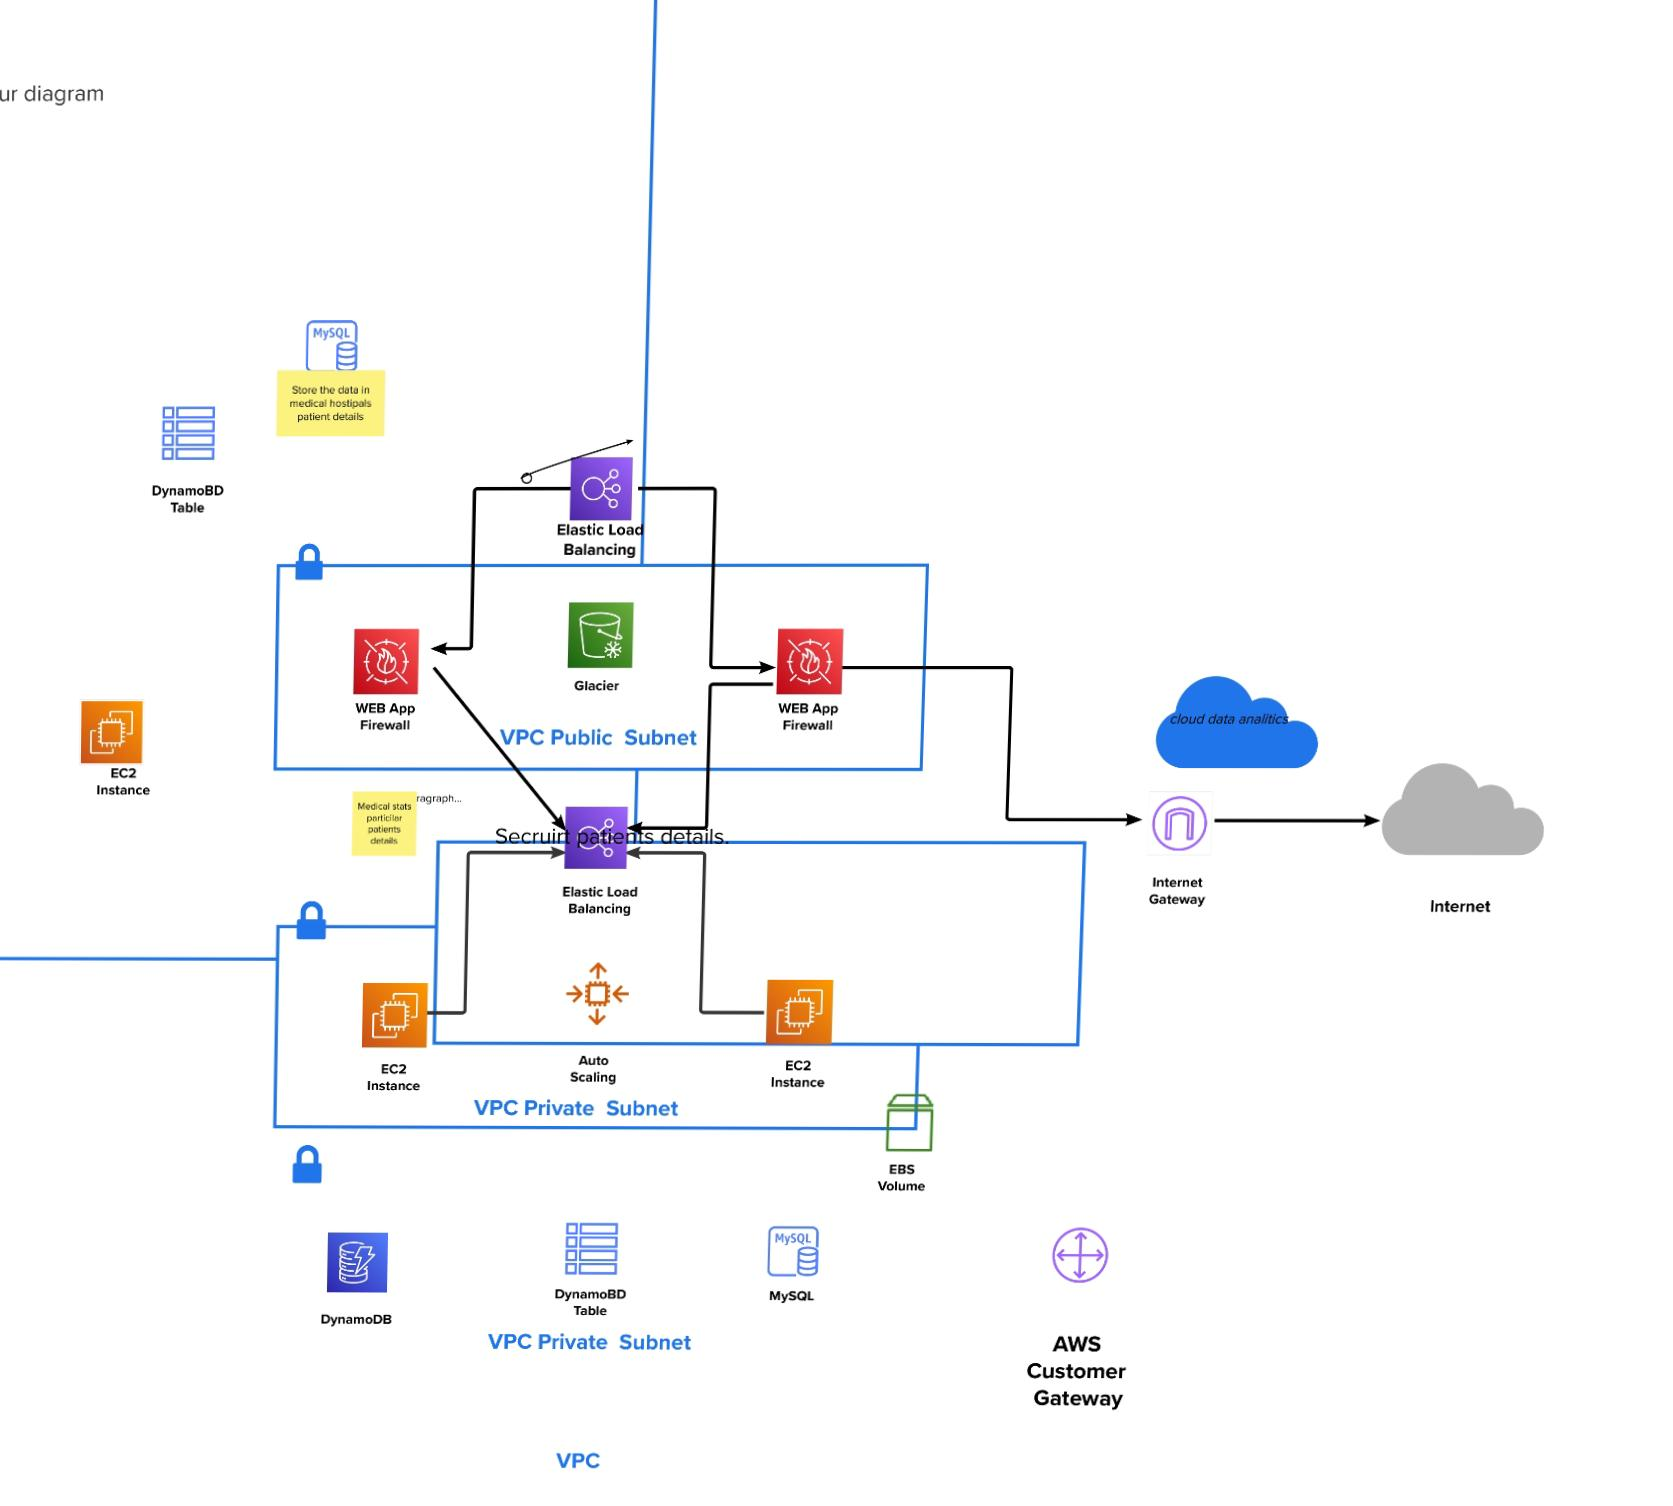 ur diagram
MySQL
Store the data in
medical hostipals
patient details
DynamoBD
Table
Elastic Load
Balancing
Glacier
WEB App
Firewall
WEB App
Firewall
VPC Public Subnet
EC2
Instance
cloud data analitics
Medical stats
particilar
patients
details
ragraph...
Secruirt patients details.
Elastic Load
Balancing
Internet
Gateway
Internet
Auto
Scaling
EC2
Instance
EC2
Instance
VPC Private Subnet
EBS
Volume
MySQL
DynamoDB
DynamoBD
Table
MySQL
VPC Private Subnet
AWS
Customer
Gateway
VPC